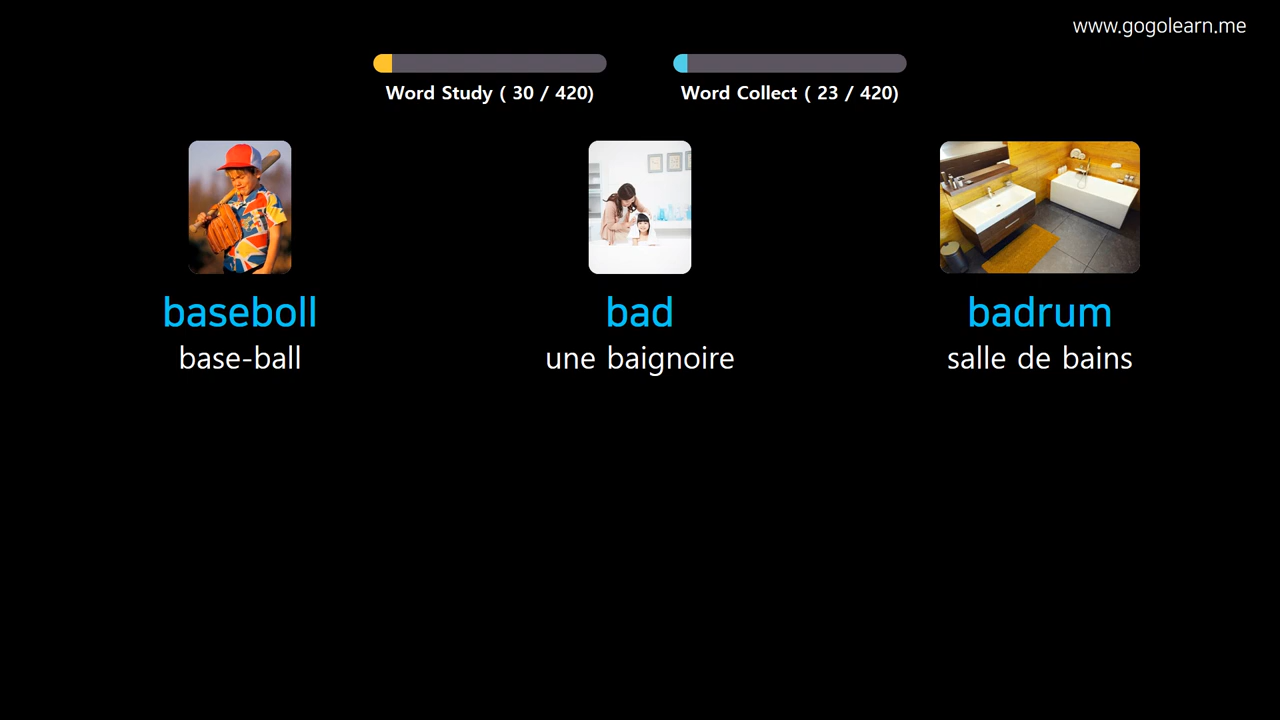 www.gogolearn.me
Word Study ( 30 / 420)
Word Collect ( 23 / 420)
baseboll
bad
badrum
base-ball
une baignoire
salle de bains